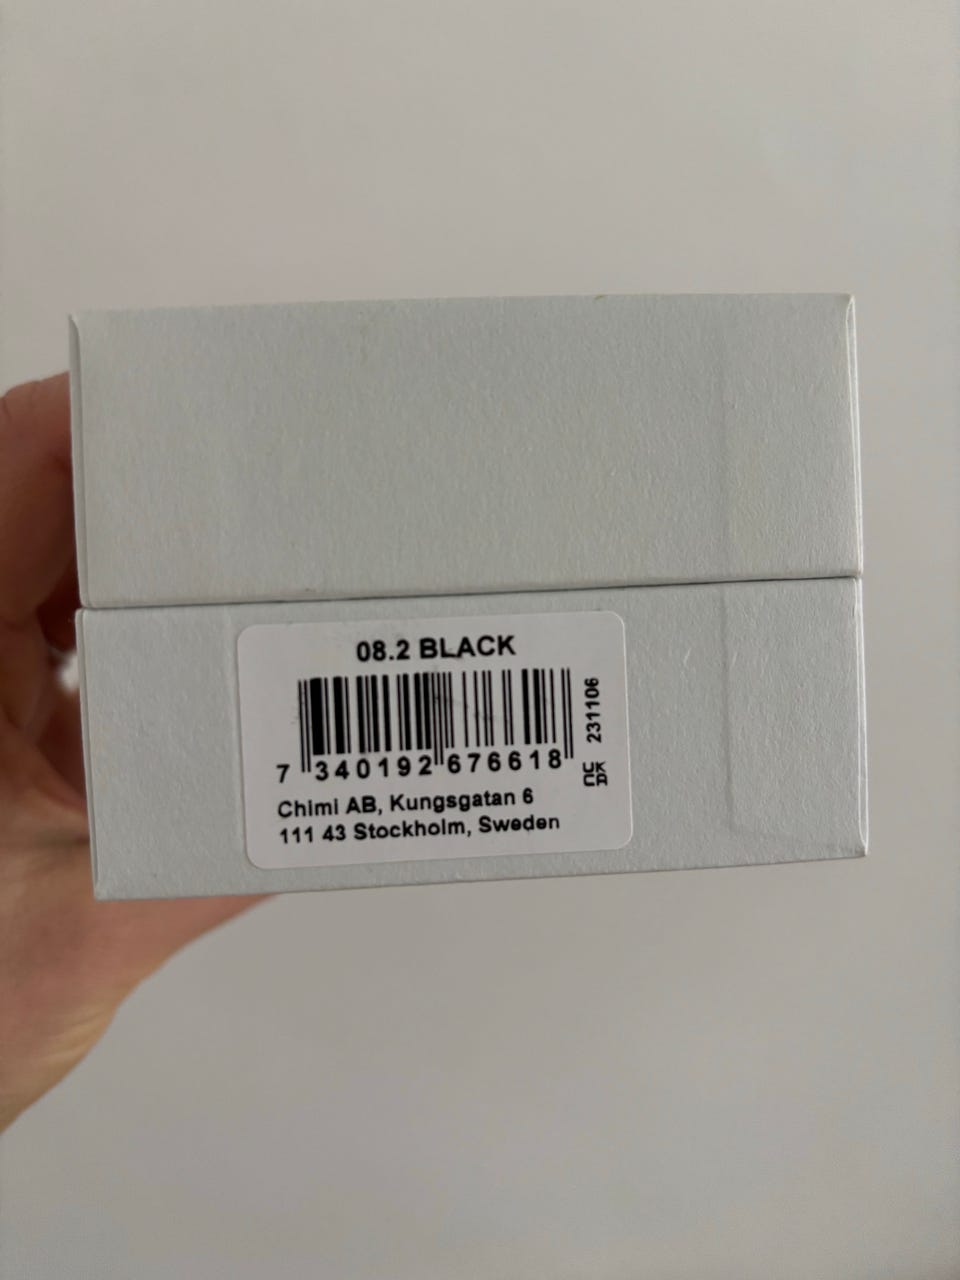 08.2 BLACK
7 340192 676618
231106
UK
CA
Chimi AB, Kungsgatan 6
111 43 Stockholm, Sweden